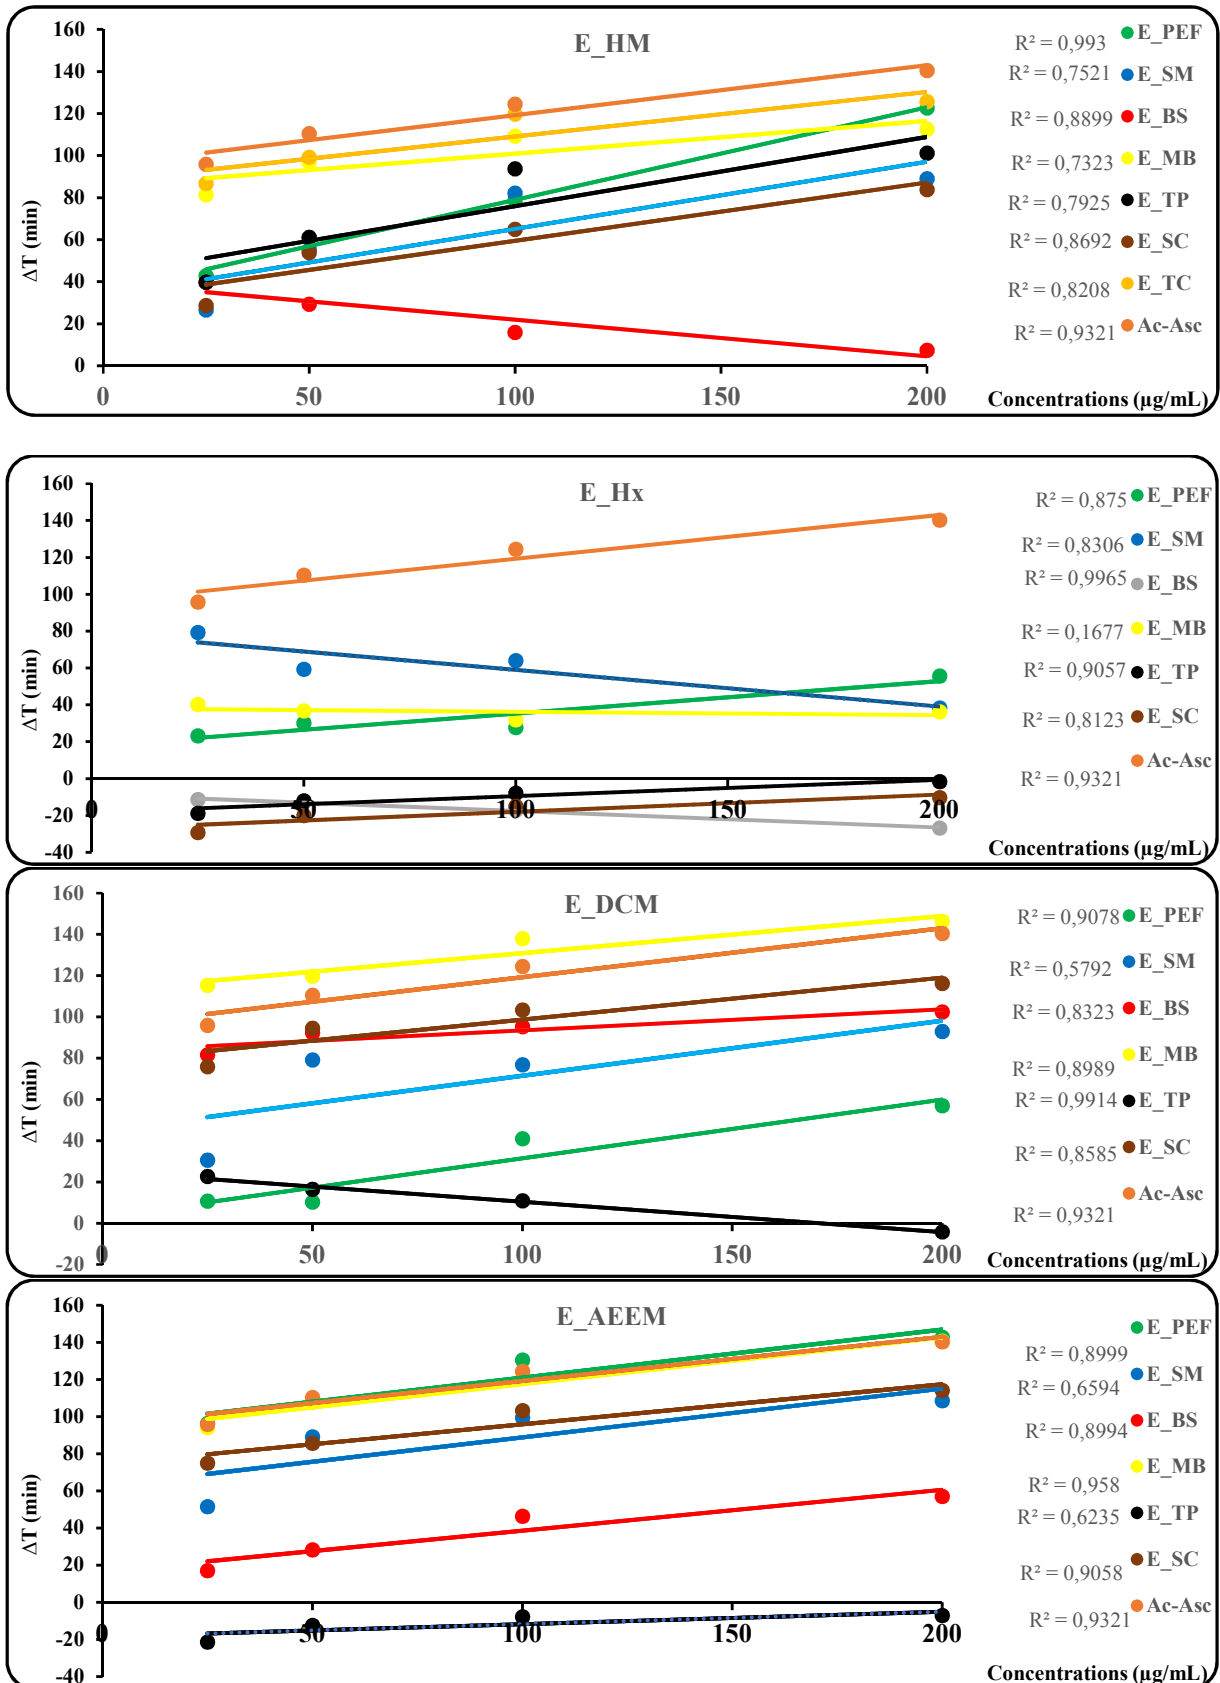 E_HM
ΔT (min)
160
140
120
100
80
60
40
20
0
0 50 100 150 200
Concentrations (µg/mL)
R² = 0,993 E_PEF
R² = 0,7521 E_SM
R² = 0,8899 E_BS
R² = 0,7323 E_MB
R² = 0,7925 E_TP
R² = 0,8692 E_SC
R² = 0,8208 E_TC
R² = 0,9321 Ac-Asc
E_Hx
ΔT (min)
160
140
120
100
80
60
40
20
0
-20
-40
0 50 100 150 200
Concentrations (µg/mL)
R² = 0,875 E_PEF
R² = 0,8306 E_SM
R² = 0,9965 E_BS
R² = 0,1677 E_MB
R² = 0,9057 E_TP
R² = 0,8123 E_SC
R² = 0,9321 Ac-Asc
E_DCM
ΔT (min)
160
140
120
100
80
60
40
20
0
-20
0 50 100 150 200
Concentrations (µg/mL)
R² = 0,9078 E_PEF
R² = 0,5792 E_SM
R² = 0,8323 E_BS
R² = 0,8989 E_MB
R² = 0,9914 E_TP
R² = 0,8585 E_SC
R² = 0,9321 Ac-Asc
E_AEEM
ΔT (min)
160
140
120
100
80
60
40
20
0
-20
-40
0 50 100 150 200
Concentrations (µg/mL)
R² = 0,8999 E_PEF
R² = 0,6594 E_SM
R² = 0,8994 E_BS
R² = 0,958 E_MB
R² = 0,6235 E_TP
R² = 0,9058 E_SC
R² = 0,9321 Ac-Asc